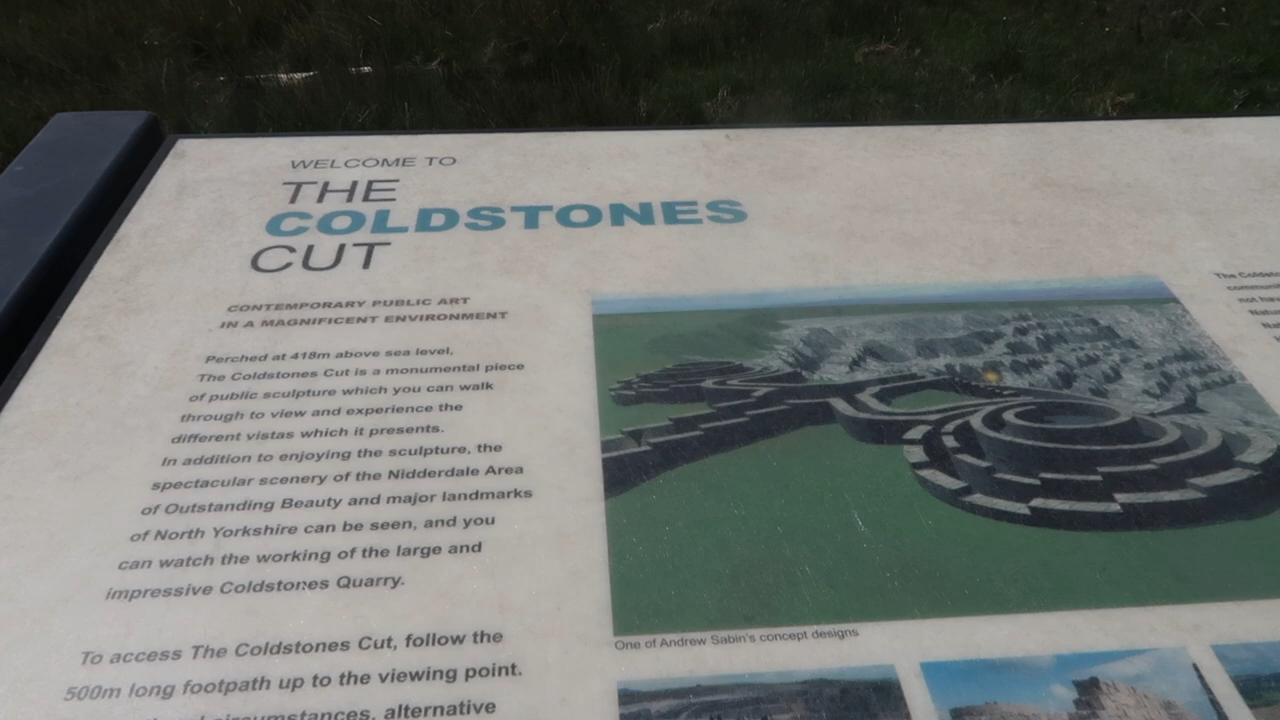 WELCOME TO
THE
COLDSTONES
CUT
CONTEMPORARY PUBLIC ART
IN A MAGNIFICENT ENVIRONMENT
Perched at 418m above sea level,
The Coldstones Cut is a monumental piece
of public sculpture which you can walk
through to view and experience the
different vistas which it presents.
In addition to enjoying the sculpture, the
spectacular scenery of the Nidderdale Area
of Outstanding Beauty and major landmarks
of North Yorkshire can be seen, and you
can watch the working of the large and
impressive Coldstones Quarry.
To access The Coldstones Cut, follow the
500m long footpath up to the viewing point.
circumstances, alternative
One of Andrew Sabin's concept designs
The
not